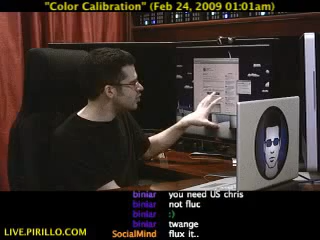 "Color Calibration" (Feb 24, 2009 01:01am)
biniar you need US chris
biniar not fluc
biniar :)
biniar twange
SocialMind flux it..
LIVE.PIRILLO.COM